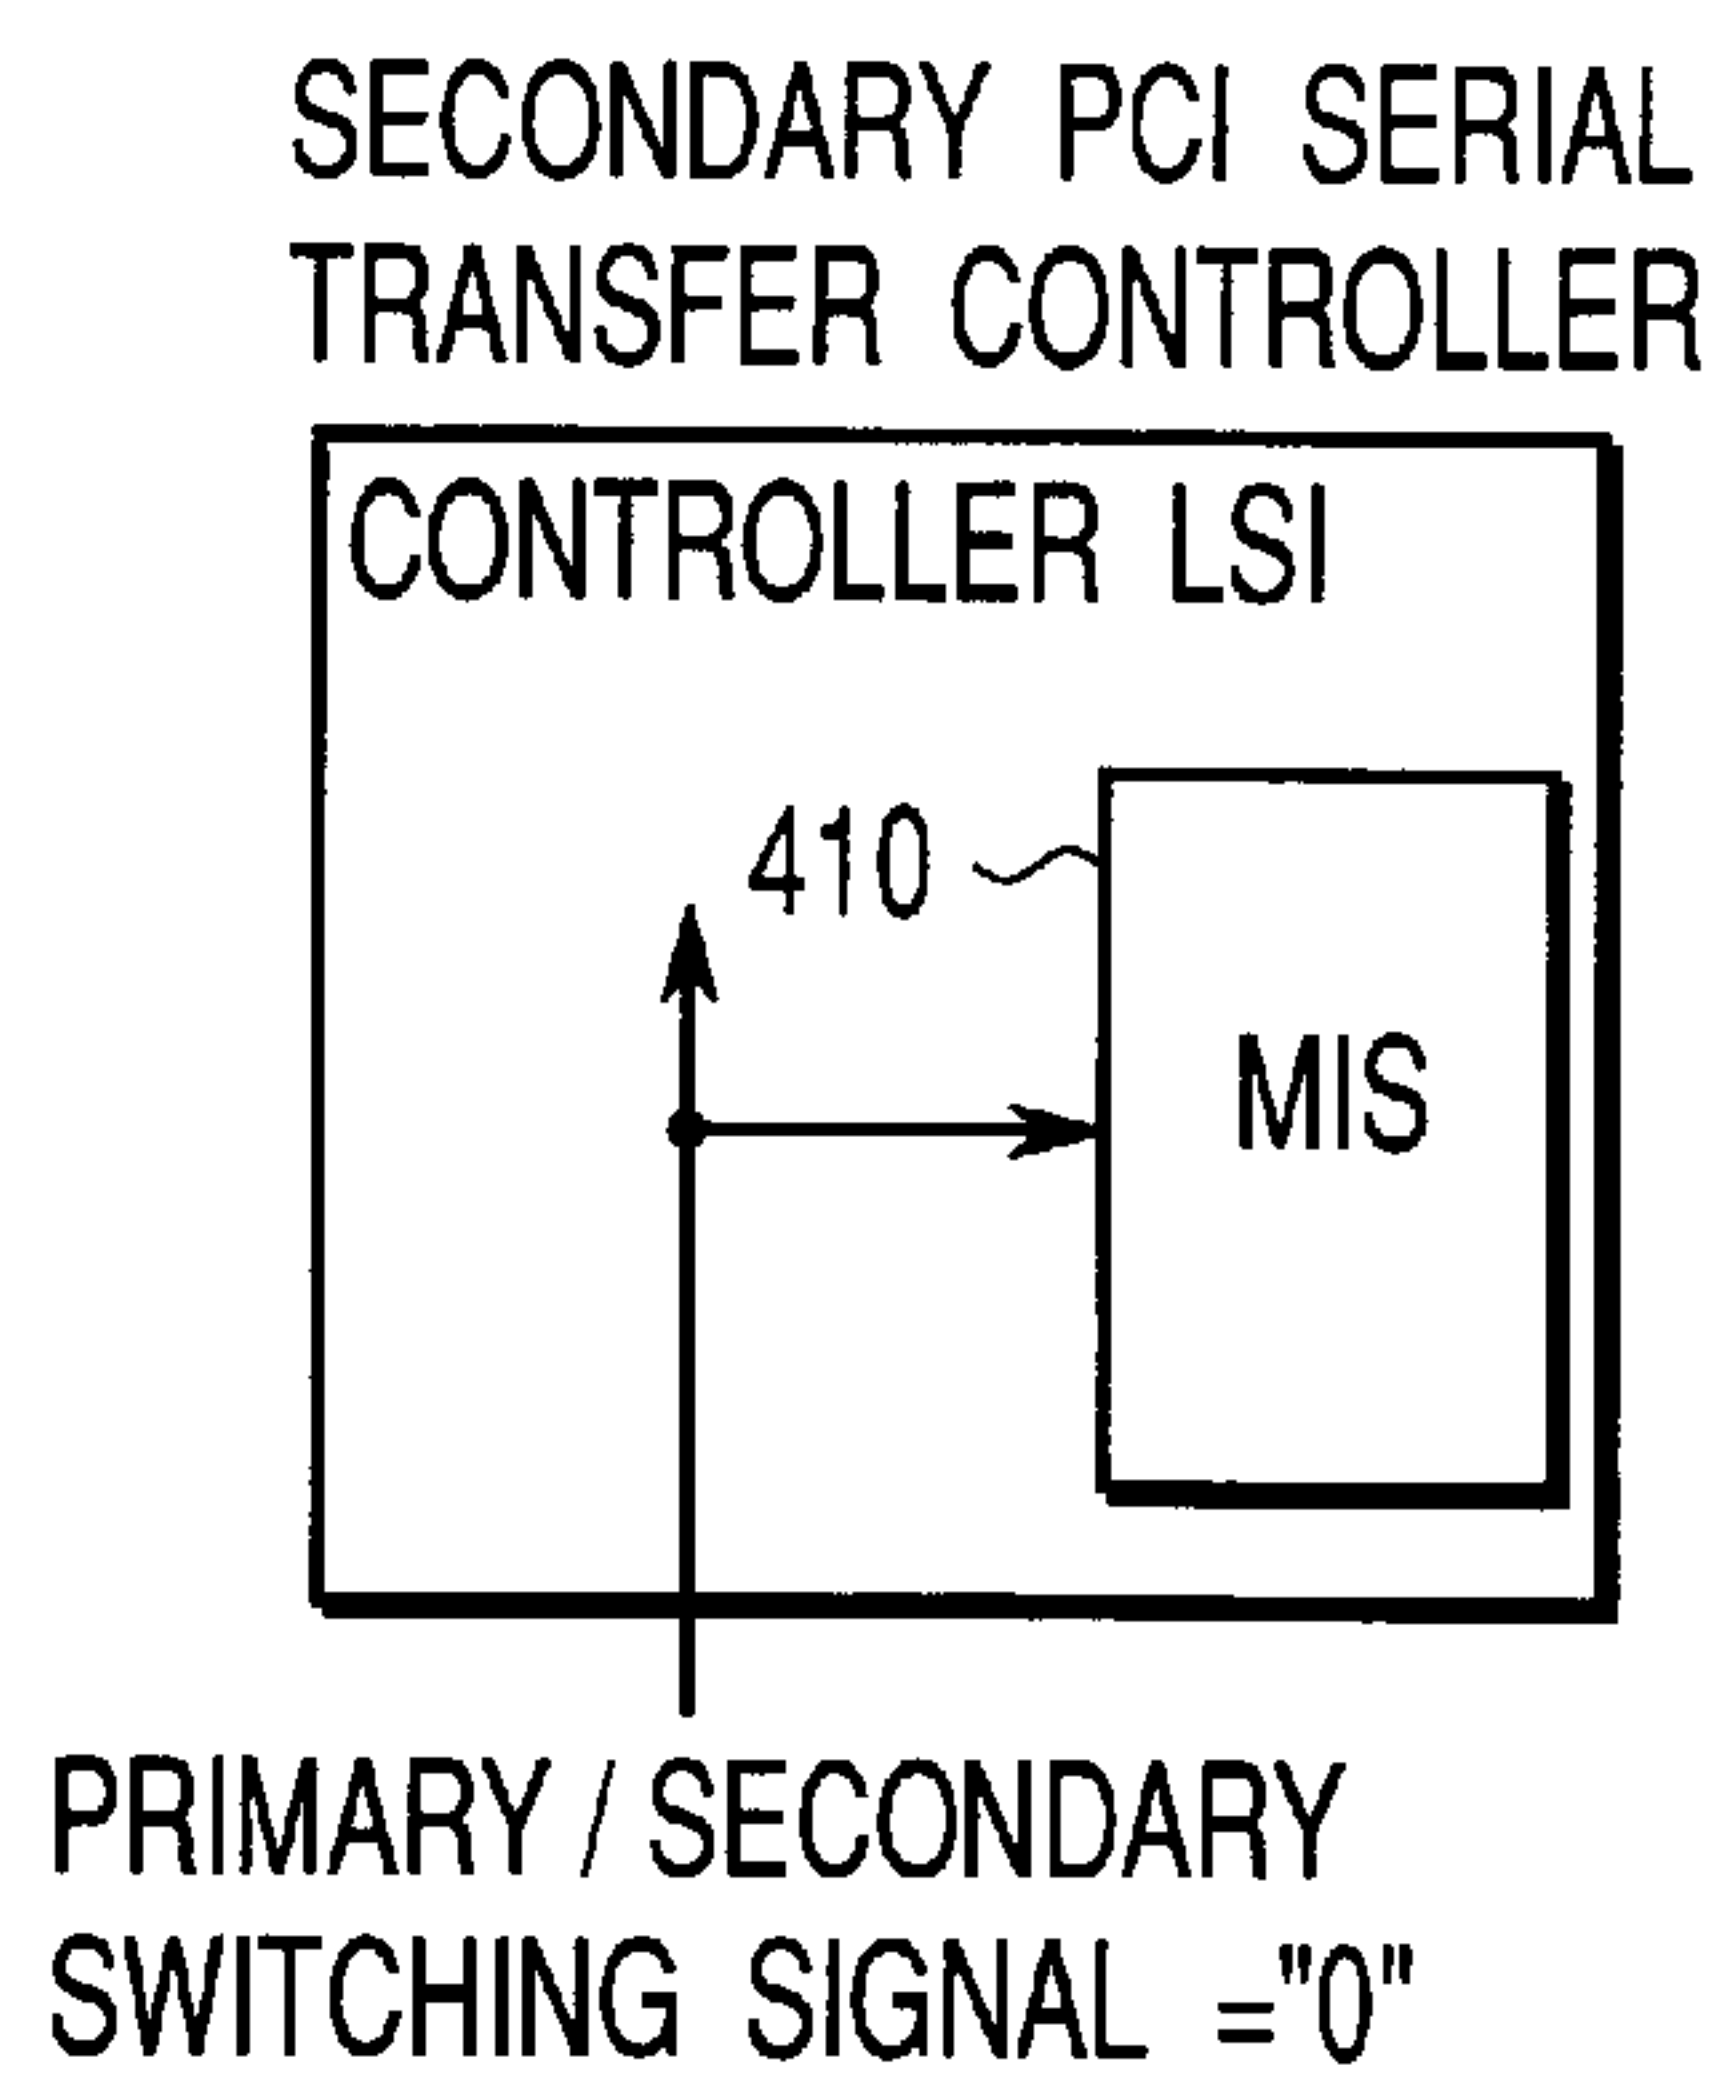 SECONDARY PCI SERIAL
TRANSFER CONTROLLER
CONTROLLER LSI
410
MIS
PRIMARY/SECONDARY
SWITCHING SIGNAL ="0"